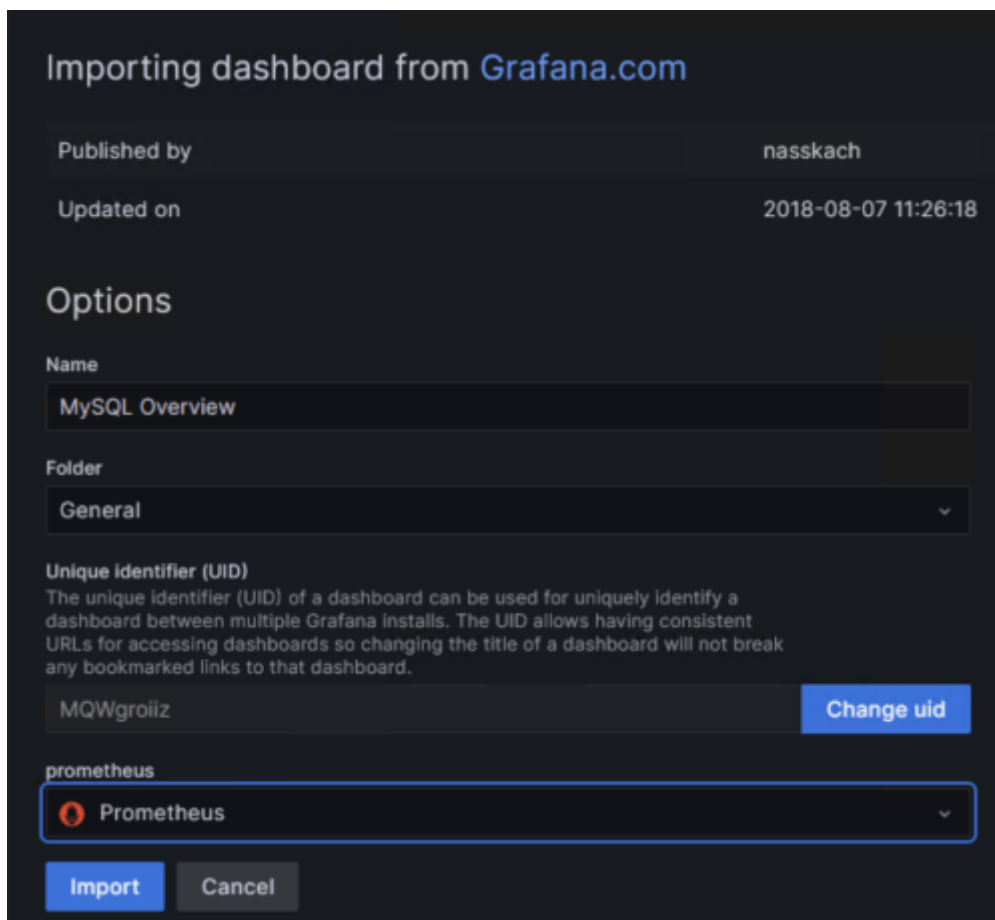 Importing dashboard from Grafana.com
Published by nasskach
Updated on 2018-08-07 11:26:18
Options
Name
MySQL Overview
Folder
General
Unique identifier (UID)
The unique identifier (UID) of a dashboard can be used for uniquely identify a
dashboard between multiple Grafana installs. The UID allows having consistent
URLs for accessing dashboards so changing the title of a dashboard will not break
any bookmarked links to that dashboard.
MQWgroiiz Change uid
prometheus
Prometheus
Import Cancel